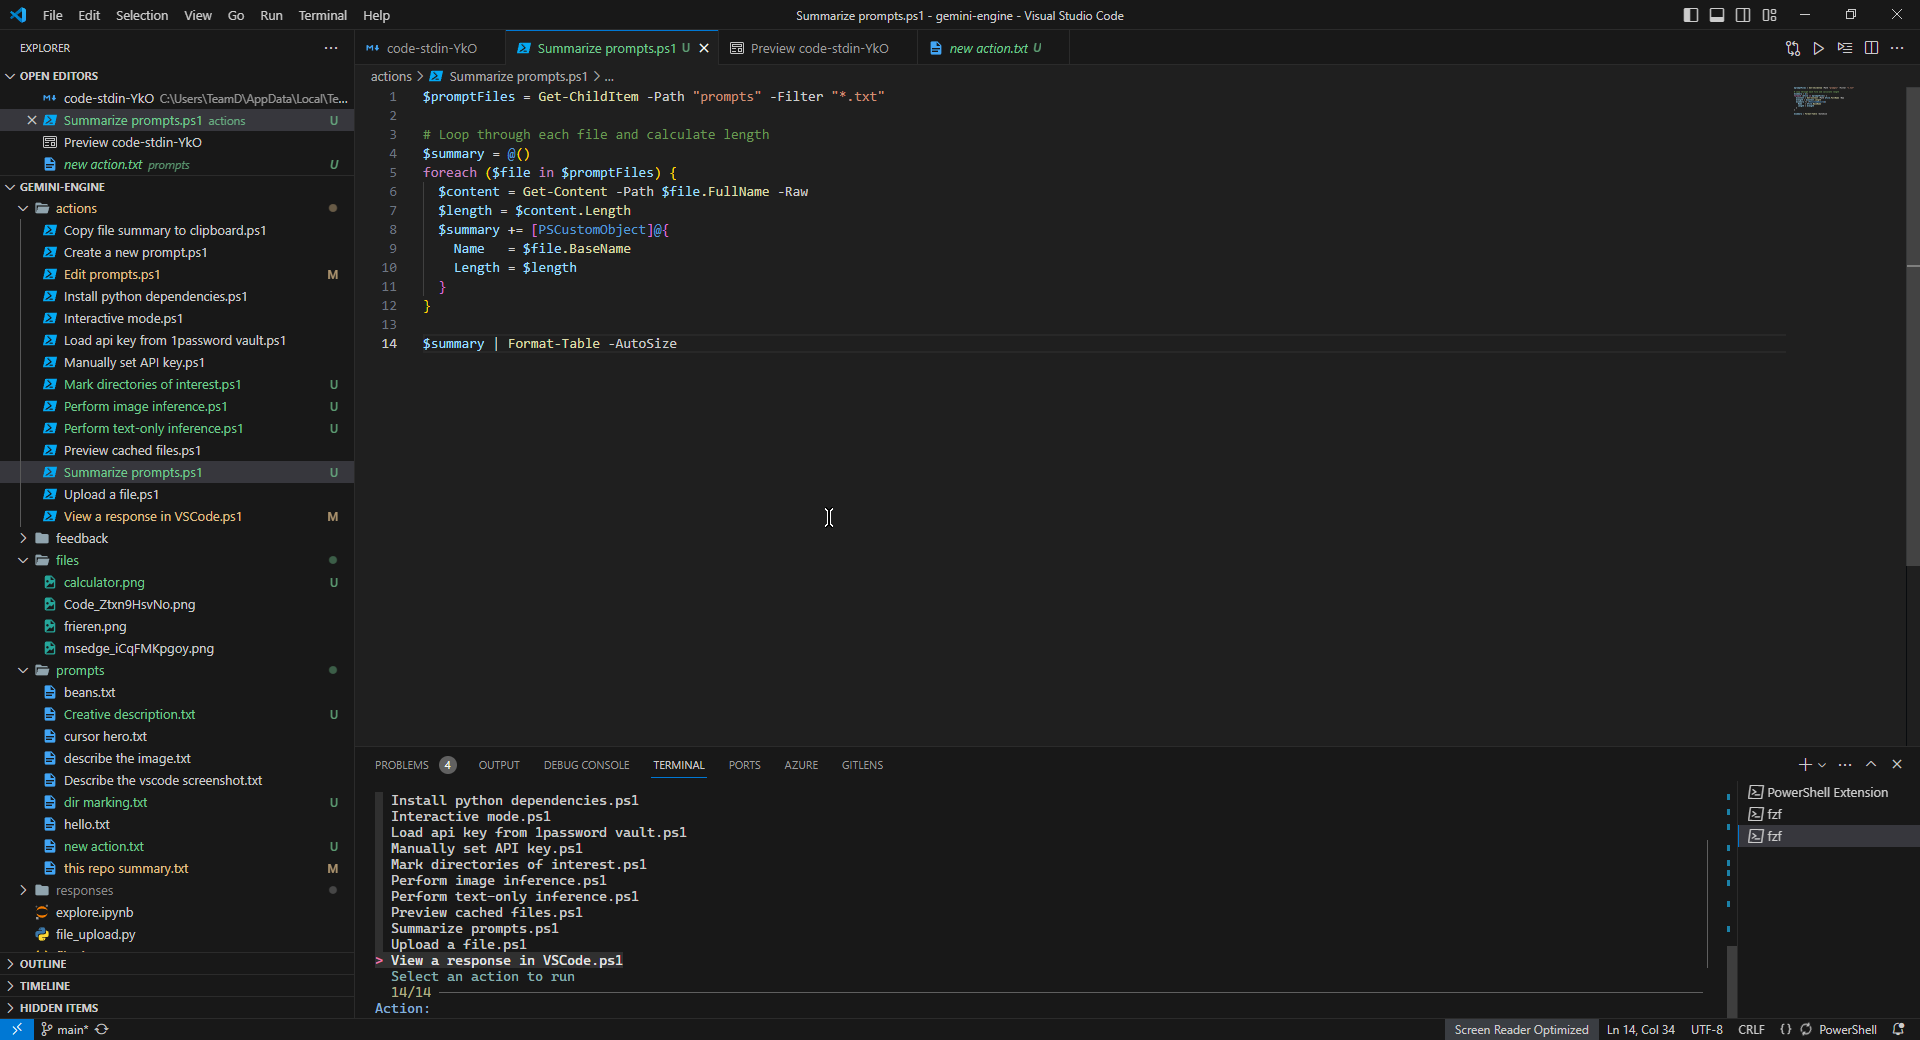 File Edit Selection View Go Run Terminal Help
Summarize prompts.ps1 - gemini-engine - Visual Studio Code
EXPLORER
OPEN EDITORS
code-stdin-YkO C:\Users\TeamD\AppData\Local\Te...
Summarize prompts.ps1 actions U
Preview code-stdin-YkO
new action.txt prompts U
GEMINI-ENGINE
actions
Copy file summary to clipboard.ps1
Create a new prompt.ps1
Edit prompts.ps1 M
Install python dependencies.ps1
Interactive mode.ps1
Load api key from 1password vault.ps1
Manually set API key.ps1
Mark directories of interest.ps1 U
Perform image inference.ps1 U
Perform text-only inference.ps1 U
Preview cached files.ps1
Summarize prompts.ps1 U
Upload a file.ps1
View a response in VSCode.ps1 M
feedback
files
calculator.png U
Code_Ztxn9HsvNo.png
frieren.png
msedge_iCqFMKpgoy.png
prompts
beans.txt
Creative description.txt U
cursor hero.txt
describe the image.txt
Describe the vscode screenshot.txt
dir marking.txt U
hello.txt
new action.txt U
this repo summary.txt M
responses
explore.ipynb
file_upload.py
OUTLINE
TIMELINE
HIDDEN ITEMS
code-stdin-YkO
Summarize prompts.ps1 U
Preview code-stdin-YkO
new action.txt U
actions > Summarize prompts.ps1 > ...
1 $promptFiles = Get-ChildItem -Path "prompts" -Filter "*.txt"
2
3 # Loop through each file and calculate length
4 $summary = @()
5 foreach ($file in $promptFiles) {
6   $content = Get-Content -Path $file.FullName -Raw
7   $length = $content.Length
8   $summary += [PSCustomObject]@{
9     Name   = $file.BaseName
10     Length = $length
11   }
12 }
13
14 $summary | Format-Table -AutoSize
PROBLEMS 4 OUTPUT DEBUG CONSOLE TERMINAL PORTS AZURE GITLENS
Install python dependencies.ps1
Interactive mode.ps1
Load api key from 1password vault.ps1
Manually set API key.ps1
Mark directories of interest.ps1
Perform image inference.ps1
Perform text-only inference.ps1
Preview cached files.ps1
Summarize prompts.ps1
Upload a file.ps1
> View a response in VSCode.ps1
Select an action to run
14/14
Action:
PowerShell Extension
fzf
fzf
main* Screen Reader Optimized Ln 14, Col 34 UTF-8 CRLF {} PowerShell